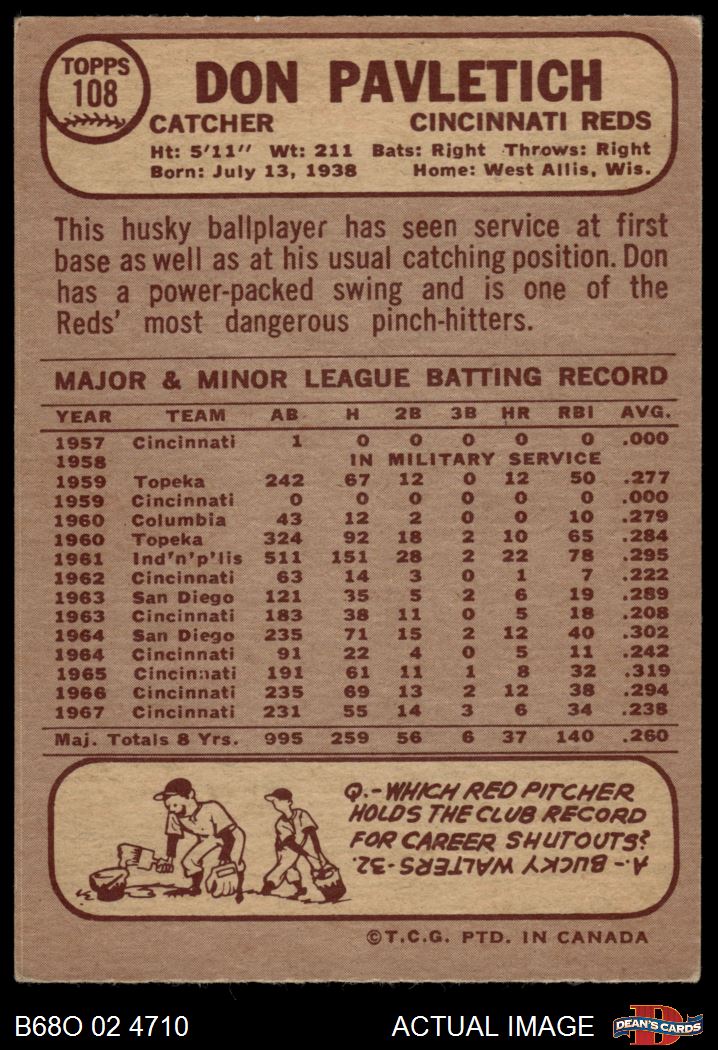 TOPPS
108
DON PAVLETICH
CATCHER CINCINNATI REDS
Ht: 5'11" Wt: 211 Bats: Right Throws: Right
Born: July 13, 1938 Home: West Allis, Wis.
This husky ballplayer has seen service at first
base as well as at his usual catching position. Don
has a power-packed swing and is one of the
Reds' most dangerous pinch-hitters.
MAJOR & MINOR LEAGUE BATTING RECORD
YEAR TEAM AB H 2B 3B HR RBI AVG.
1957 Cincinnati 1 0 0 0 0 0 .000
1958 IN MILITARY SERVICE
1959 Topeka 242 67 12 0 12 50 .277
1959 Cincinnati 0 0 0 0 0 0 .000
1960 Columbia 43 12 2 0 0 10 .279
1960 Topeka 324 92 18 2 10 65 .284
1961 Ind'n'p'lis 511 151 28 2 22 78 .295
1962 Cincinnati 63 14 3 0 1 7 .222
1963 San Diego 121 35 5 2 6 19 .289
1963 Cincinnati 183 38 11 0 5 18 .208
1964 San Diego 235 71 15 2 12 40 .302
1964 Cincinnati 91 22 4 0 5 11 .242
1965 Cincinnati 191 61 11 1 8 32 .319
1966 Cincinnati 235 69 13 2 12 38 .294
1967 Cincinnati 231 55 14 3 6 34 .238
Maj. Totals 8 Yrs. 995 259 56 6 37 140 .260
Q.-WHICH RED PITCHER
HOLDS THE CLUB RECORD
FOR CAREER SHUTOUTS?
A.-BUCKY WALTERS-32.
©T.C.G. PTD. IN CANADA
B68O 02 4710 ACTUAL IMAGE D DEAN'S CARDS